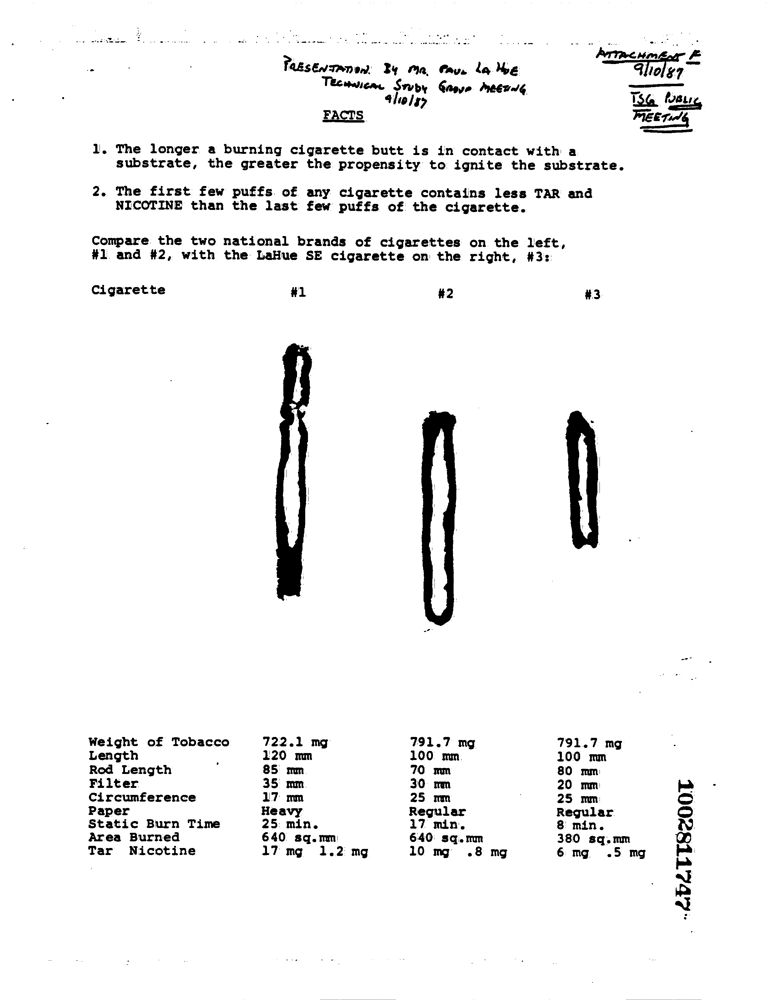 ATTACHMENT F
9/10/87
TSG PUBLIC
MEETING
PRESENTATION BY MR. PAUL LA HUE
TECHNICAL STUDY GROUP MEETING
9/10/87
FACTS
1. The longer a burning cigarette butt is in contact with a
substrate, the greater the propensity to ignite the substrate.
2. The first few puffs of any cigarette contains less TAR and
NICOTINE than the last few puffs of the cigarette.
Compare the two national brands of cigarettes on the left,
#1 and #2, with the LaHue SE cigarette on the right, #3:
Cigarette #1 #2 #3
Weight of Tobacco 722.1 mg 791.7 mg 791.7 mg
Length 120 mm 100 mm 100 mm
Rod Length 85 mm 70 mm 80 mm
Filter 35 mm 30 mm 20 mm
Circumference 17 mm 25 mm 25 mm
Paper Heavy Regular Regular
Static Burn Time 25 min. 17 min. 8 min.
Area Burned 640 sq.mm 640 sq.mm 380 sq.mm
Tar Nicotine 17 mg 1.2 mg 10 mg .8 mg 6 mg .5 mg
1002811747